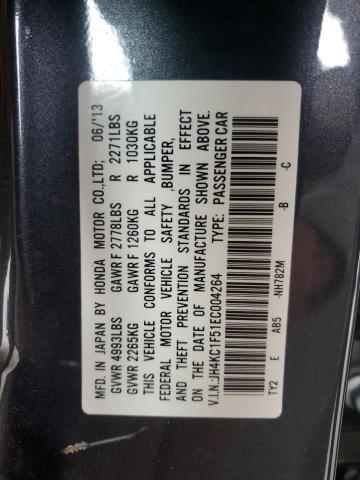 MFD. IN JAPAN BY HONDA MOTOR CO.,LTD; 06/'13
GVWR 4993LBS GAWR F 2778LBS R 2271LBS
GVWR 2265KG GAWR F 1260KG R 1030KG
THIS VEHICLE CONFORMS TO ALL APPLICABLE
FEDERAL MOTOR VEHICLE SAFETY ,BUMPER,
AND THEFT PREVENTION STANDARDS IN EFFECT
ON THE DATE OF MANUFACTURE SHOWN ABOVE.
V.I.N.:JH4KC1F51EC004264 TYPE: PASSENGER CAR
TY2 E AB5 -NH782M -B -C